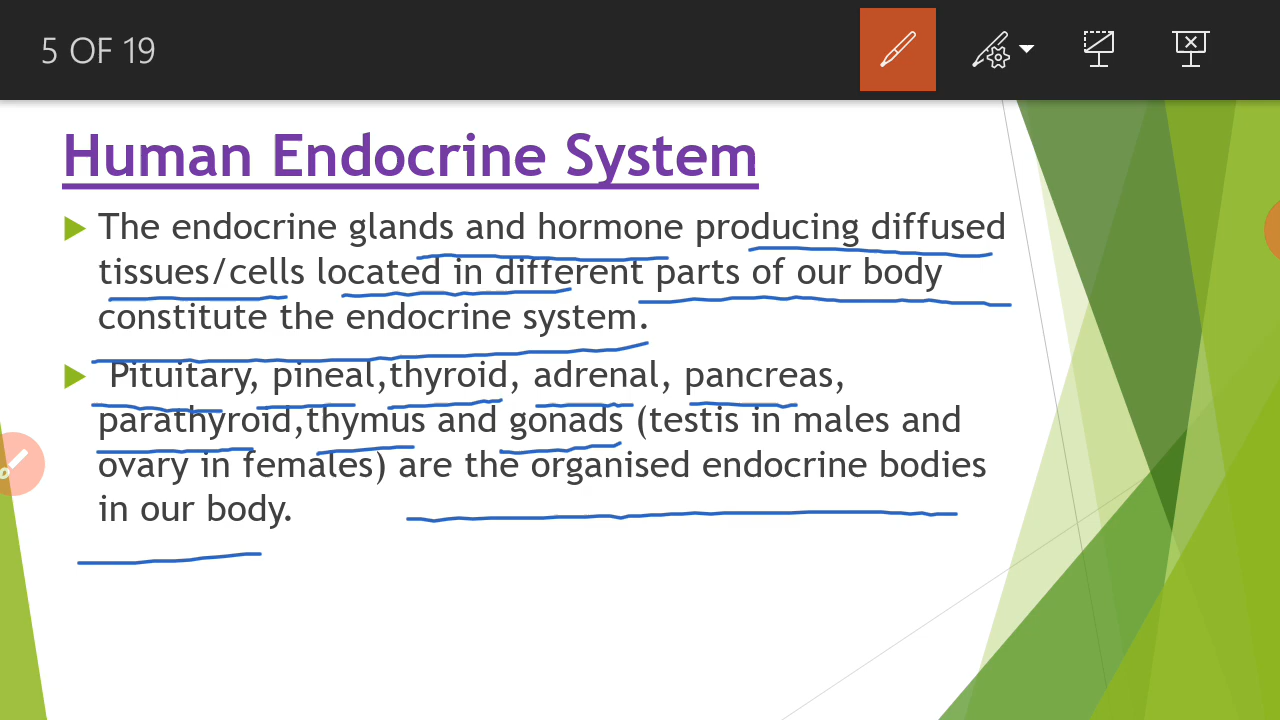 5 OF 19
Human Endocrine System
The endocrine glands and hormone producing diffused
tissues/cells located in different parts of our body
constitute the endocrine system.
Pituitary, pineal,thyroid, adrenal, pancreas,
parathyroid,thymus and gonads (testis in males and
ovary in females) are the organised endocrine bodies
in our body.